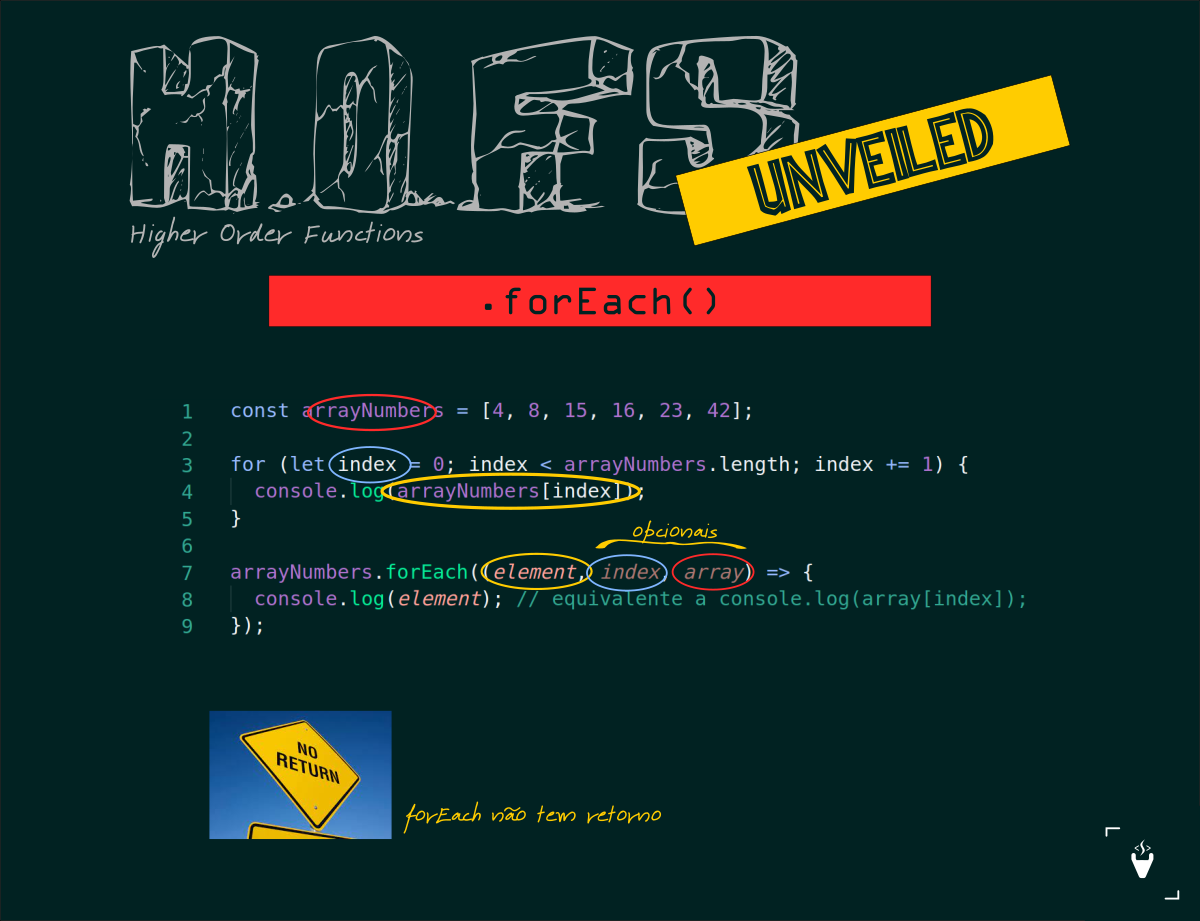 H.O.F.S
UNVEILED
Higher Order Functions
.forEach()
1 const arrayNumbers = [4, 8, 15, 16, 23, 42];
2
3 for (let index = 0; index < arrayNumbers.length; index += 1) {
4 console.log(arrayNumbers[index]);
5 }
opcionais
6
7 arrayNumbers.forEach((element, index, array) => {
8 console.log(element); // equivalente a console.log(array[index]);
9 });
NO
RETURN
forEach não tem retorno